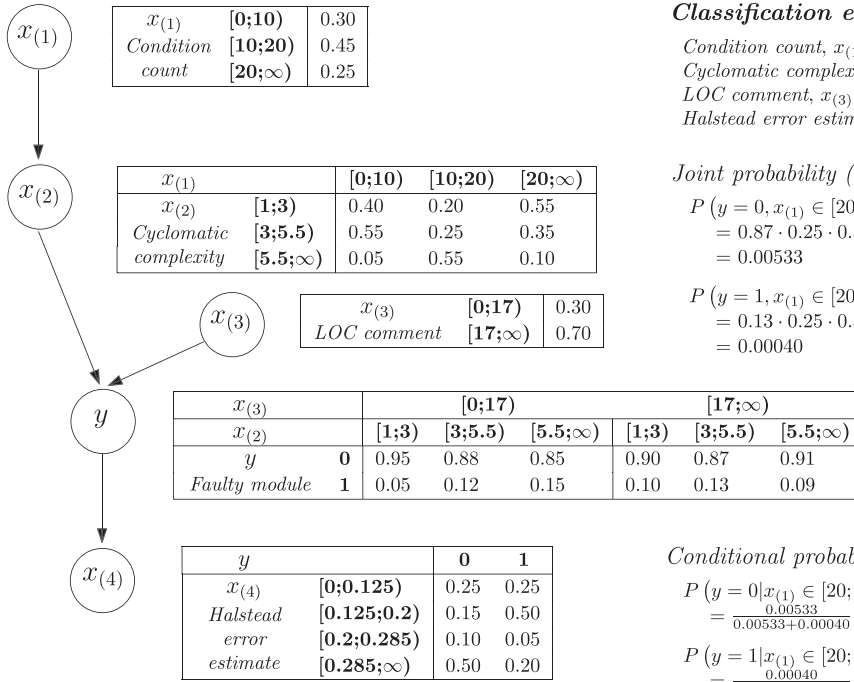 x(1)
x(1) [0;10) 0.30
Condition [10;20) 0.45
count [20;∞) 0.25
x(2)
x(1) [0;10) [10;20) [20;∞)
x(2) [1;3) 0.40 0.20 0.55
Cyclomatic [3;5.5) 0.55 0.25 0.35
complexity [5.5;∞) 0.05 0.55 0.10
x(3)
x(3) [0;17) 0.30
LOC comment [17;∞) 0.70
y
x(3) [0;17) [17;∞)
x(2) [1;3) [3;5.5) [5.5;∞) [1;3) [3;5.5) [5.5;∞)
y 0 0.95 0.88 0.85 0.90 0.87 0.91
Faulty module 1 0.05 0.12 0.15 0.10 0.13 0.09
x(4)
y 0 1
x(4) [0;0.125) 0.25 0.25
Halstead [0.125;0.2) 0.15 0.50
error [0.2;0.285) 0.10 0.05
estimate [0.285;∞) 0.50 0.20
Classification e
Condition count, x(1
Cyclomatic complex
LOC comment, x(3)
Halstead error estim
Joint probability (
P (y = 0, x(1) ∈ [20
= 0.87 · 0.25 · 0.
= 0.00533
P (y = 1, x(1) ∈ [20
= 0.13 · 0.25 · 0.
= 0.00040
Conditional probab
P (y = 0|x(1) ∈ [20;
= 0.00533
0.00533+0.00040
P (y = 1|x(1) ∈ [20;
= 0.00040